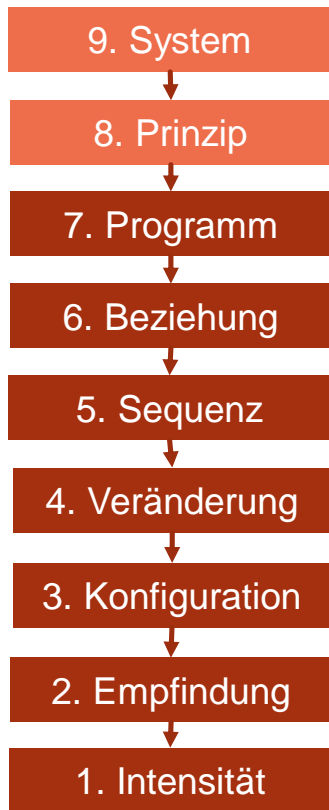 9. System
8. Prinzip
7. Programm
6. Beziehung
5. Sequenz
4. Veränderung
3. Konfiguration
2. Empfindung
1. Intensität